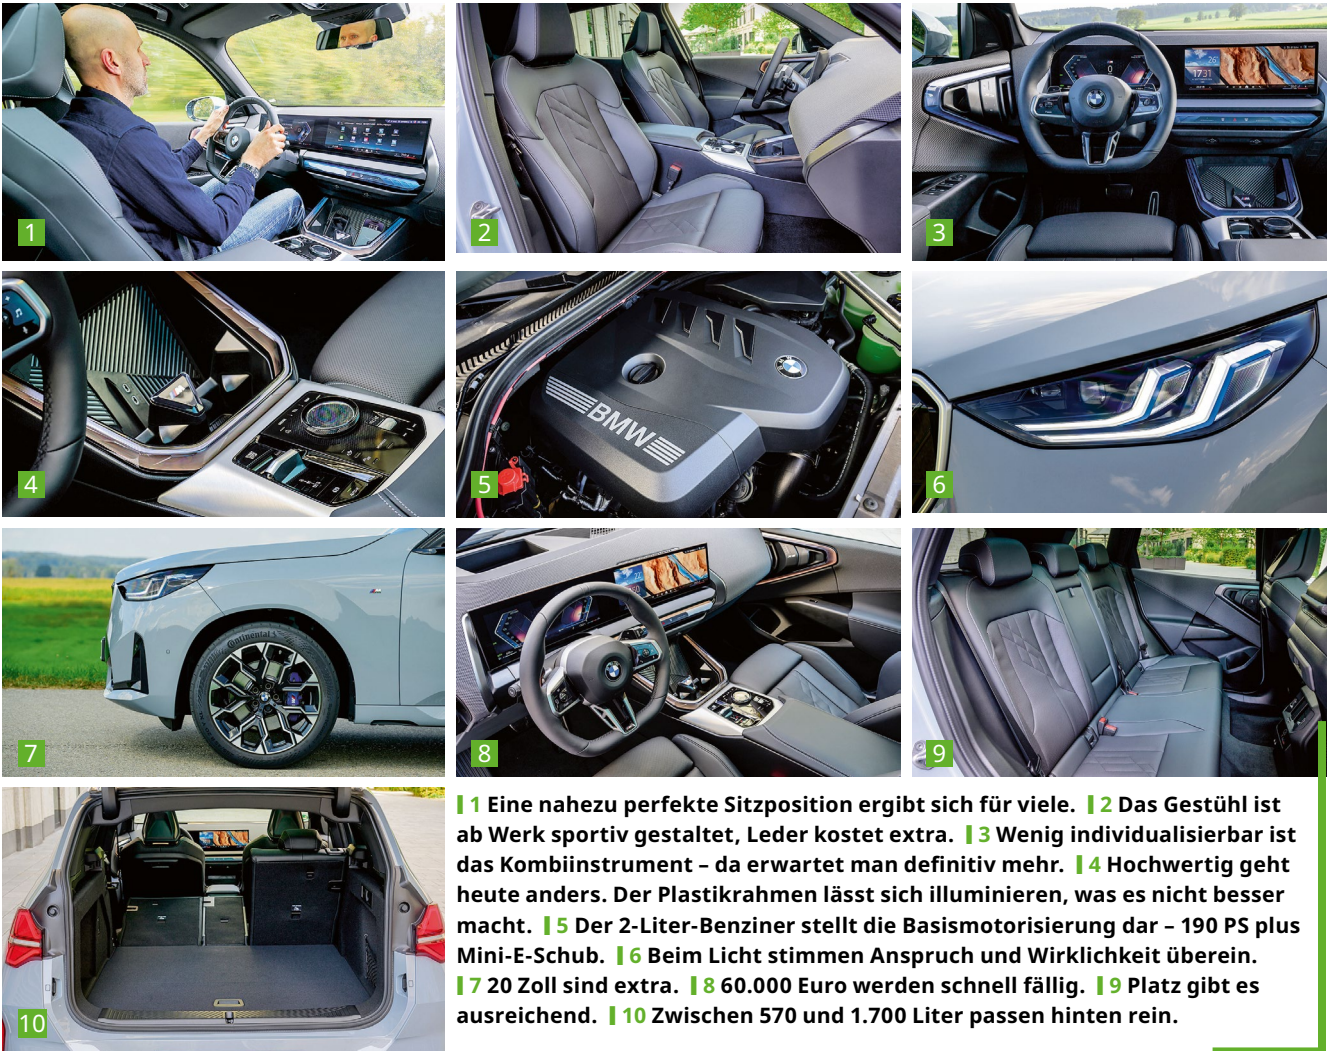 1
2
3
17 31
4
5
BMW
6
7
Continental
8
9
10
1 Eine nahezu perfekte Sitzposition ergibt sich für viele. 2 Das Gestühl ist
ab Werk sportiv gestaltet, Leder kostet extra. 3 Wenig individualisierbar ist
das Kombiinstrument – da erwartet man definitiv mehr. 4 Hochwertig geht
heute anders. Der Plastikrahmen lässt sich illuminieren, was es nicht besser
macht. 5 Der 2-Liter-Benziner stellt die Basismotorisierung dar – 190 PS plus
Mini-E-Schub. 6 Beim Licht stimmen Anspruch und Wirklichkeit überein.
7 20 Zoll sind extra. 8 60.000 Euro werden schnell fällig. 9 Platz gibt es
ausreichend. 10 Zwischen 570 und 1.700 Liter passen hinten rein.